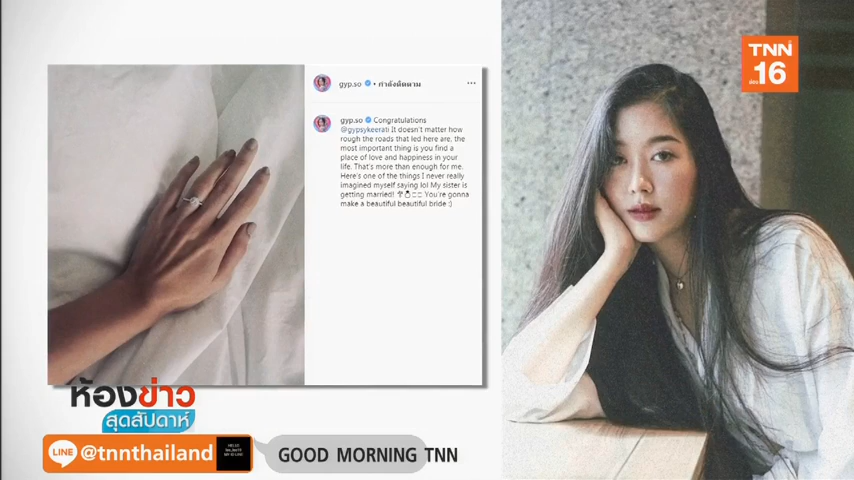 TNN
ช่อง 16
gyp.so • กำลังติดตาม
gyp.so Congratulations
@gypsykeerati It doesn't matter how
rough the roads that led here are, the
most important thing is you find a
place of love and happiness in your
life. That's more than enough for me.
Here's one of the things I never really
imagined myself saying lol My sister is
getting married! You're gonna
make a beautiful beautiful bride :)
ห้องข่าว
สุดสัปดาห์
LINE @tnnthailand
GOOD MORNING TNN